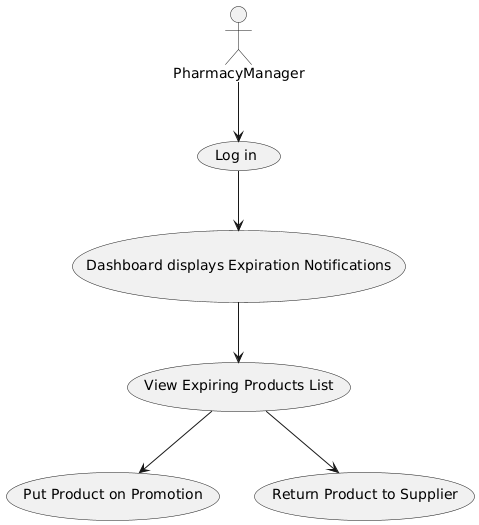 PharmacyManager
Log in
Dashboard displays Expiration Notifications
View Expiring Products List
Put Product on Promotion
Return Product to Supplier